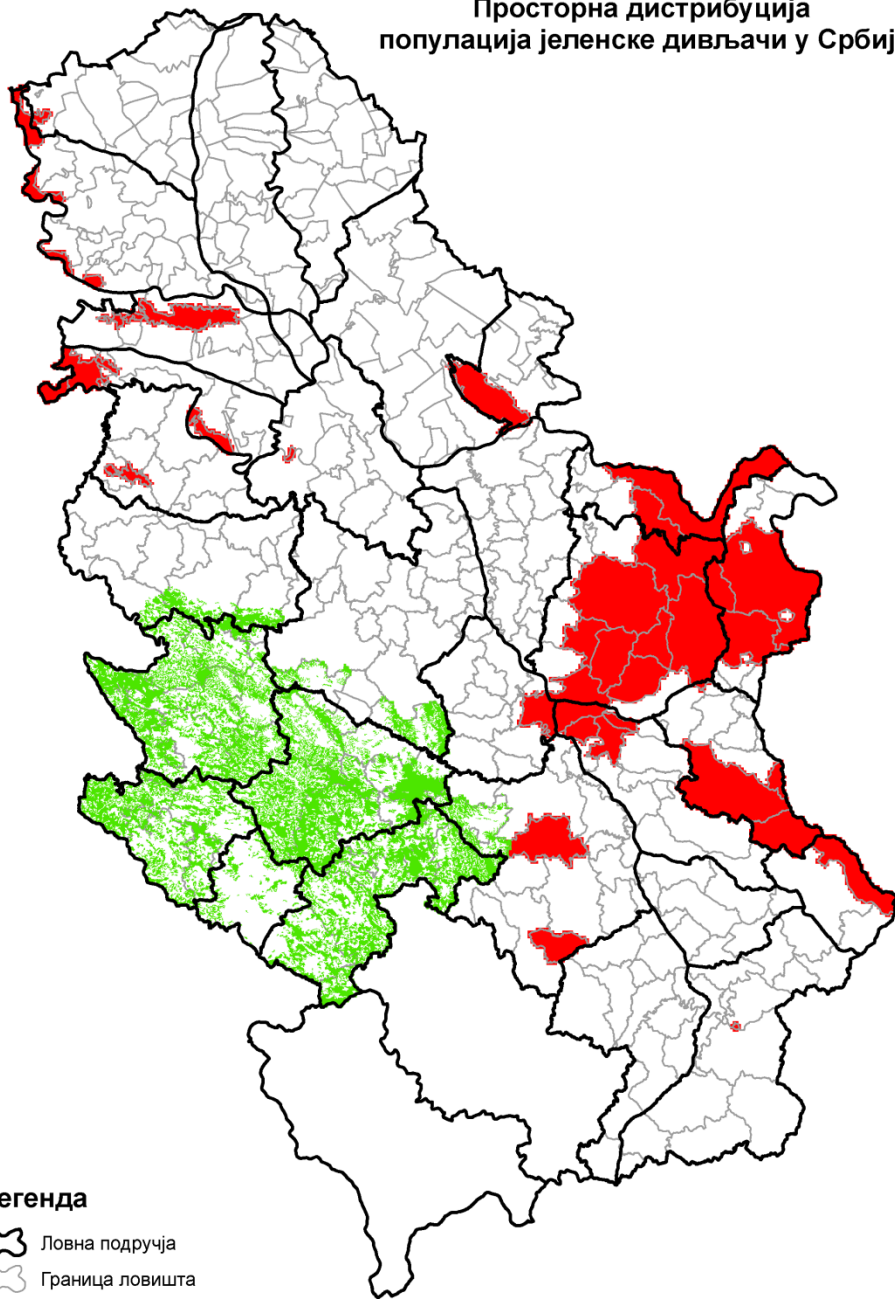 Просторна дистрибуција
популација јеленске дивљачи у Србиј
егенда
Ловна подручја
Граница ловишта